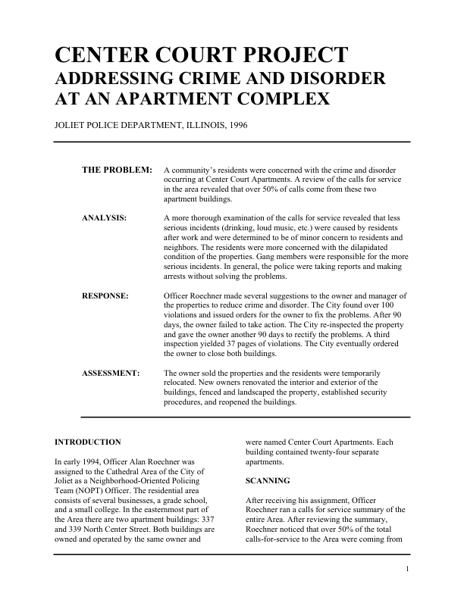 CENTER COURT PROJECT
ADDRESSING CRIME AND DISORDER
AT AN APARTMENT COMPLEX
JOLIET POLICE DEPARTMENT, ILLINOIS, 1996
THE PROBLEM: A community's residents were concerned with the crime and disorder
occurring at Center Court Apartments. A review of the calls for service
in the area revealed that over 50% of calls come from these two
apartment buildings.
ANALYSIS: A more thorough examination of the calls for service revealed that less
serious incidents (drinking, loud music, etc.) were caused by residents
after work and were determined to be of minor concern to residents and
neighbors. The residents were more concerned with the dilapidated
condition of the properties. Gang members were responsible for the more
serious incidents. In general, the police were taking reports and making
arrests without solving the problems.
RESPONSE: Officer Roechner made several suggestions to the owner and manager of
the properties to reduce crime and disorder. The City found over 100
violations and issued orders for the owner to fix the problems. After 90
days, the owner failed to take action. The City re-inspected the property
and gave the owner another 90 days to rectify the problems. A third
inspection yielded 37 pages of violations. The City eventually ordered
the owner to close both buildings.
ASSESSMENT: The owner sold the properties and the residents were temporarily
relocated. New owners renovated the interior and exterior of the
buildings, fenced and landscaped the property, established security
procedures, and reopened the buildings.
INTRODUCTION
In early 1994, Officer Alan Roechner was
assigned to the Cathedral Area of the City of
Joliet as a Neighborhood-Oriented Policing
Team (NOPT) Officer. The residential area
consists of several businesses, a grade school,
and a small college. In the easternmost part of
the Area there are two apartment buildings: 337
and 339 North Center Street. Both buildings are
owned and operated by the same owner and
were named Center Court Apartments. Each
building contained twenty-four separate
apartments.
SCANNING
After receiving his assignment, Officer
Roechner ran a calls for service summary of the
entire Area. After reviewing the summary,
Roechner noticed that over 50% of the total
calls-for-service to the Area were coming from
1